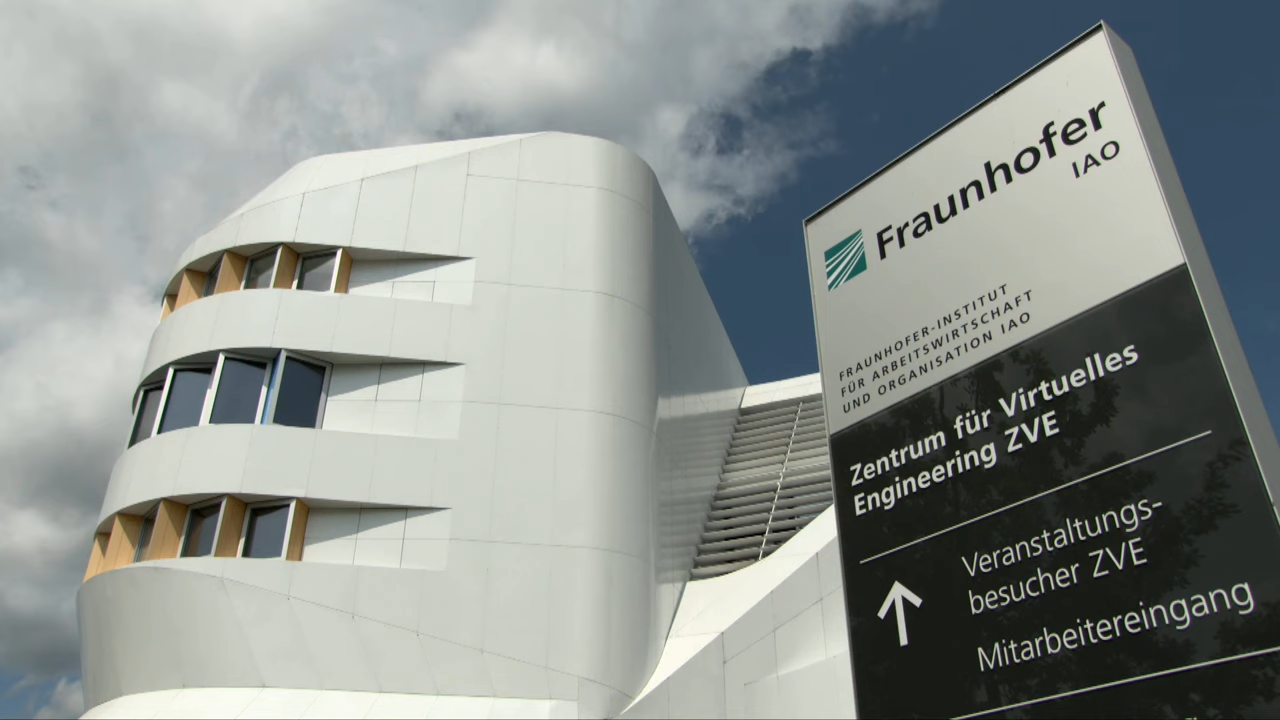 Fraunhofer
IAO
FRAUNHOFER-INSTITUT
FÜR ARBEITSWIRTSCHAFT
UND ORGANISATION IAO
Zentrum für Virtuelles
Engineering ZVE
Veranstaltungs-
besucher ZVE
Mitarbeitereingang